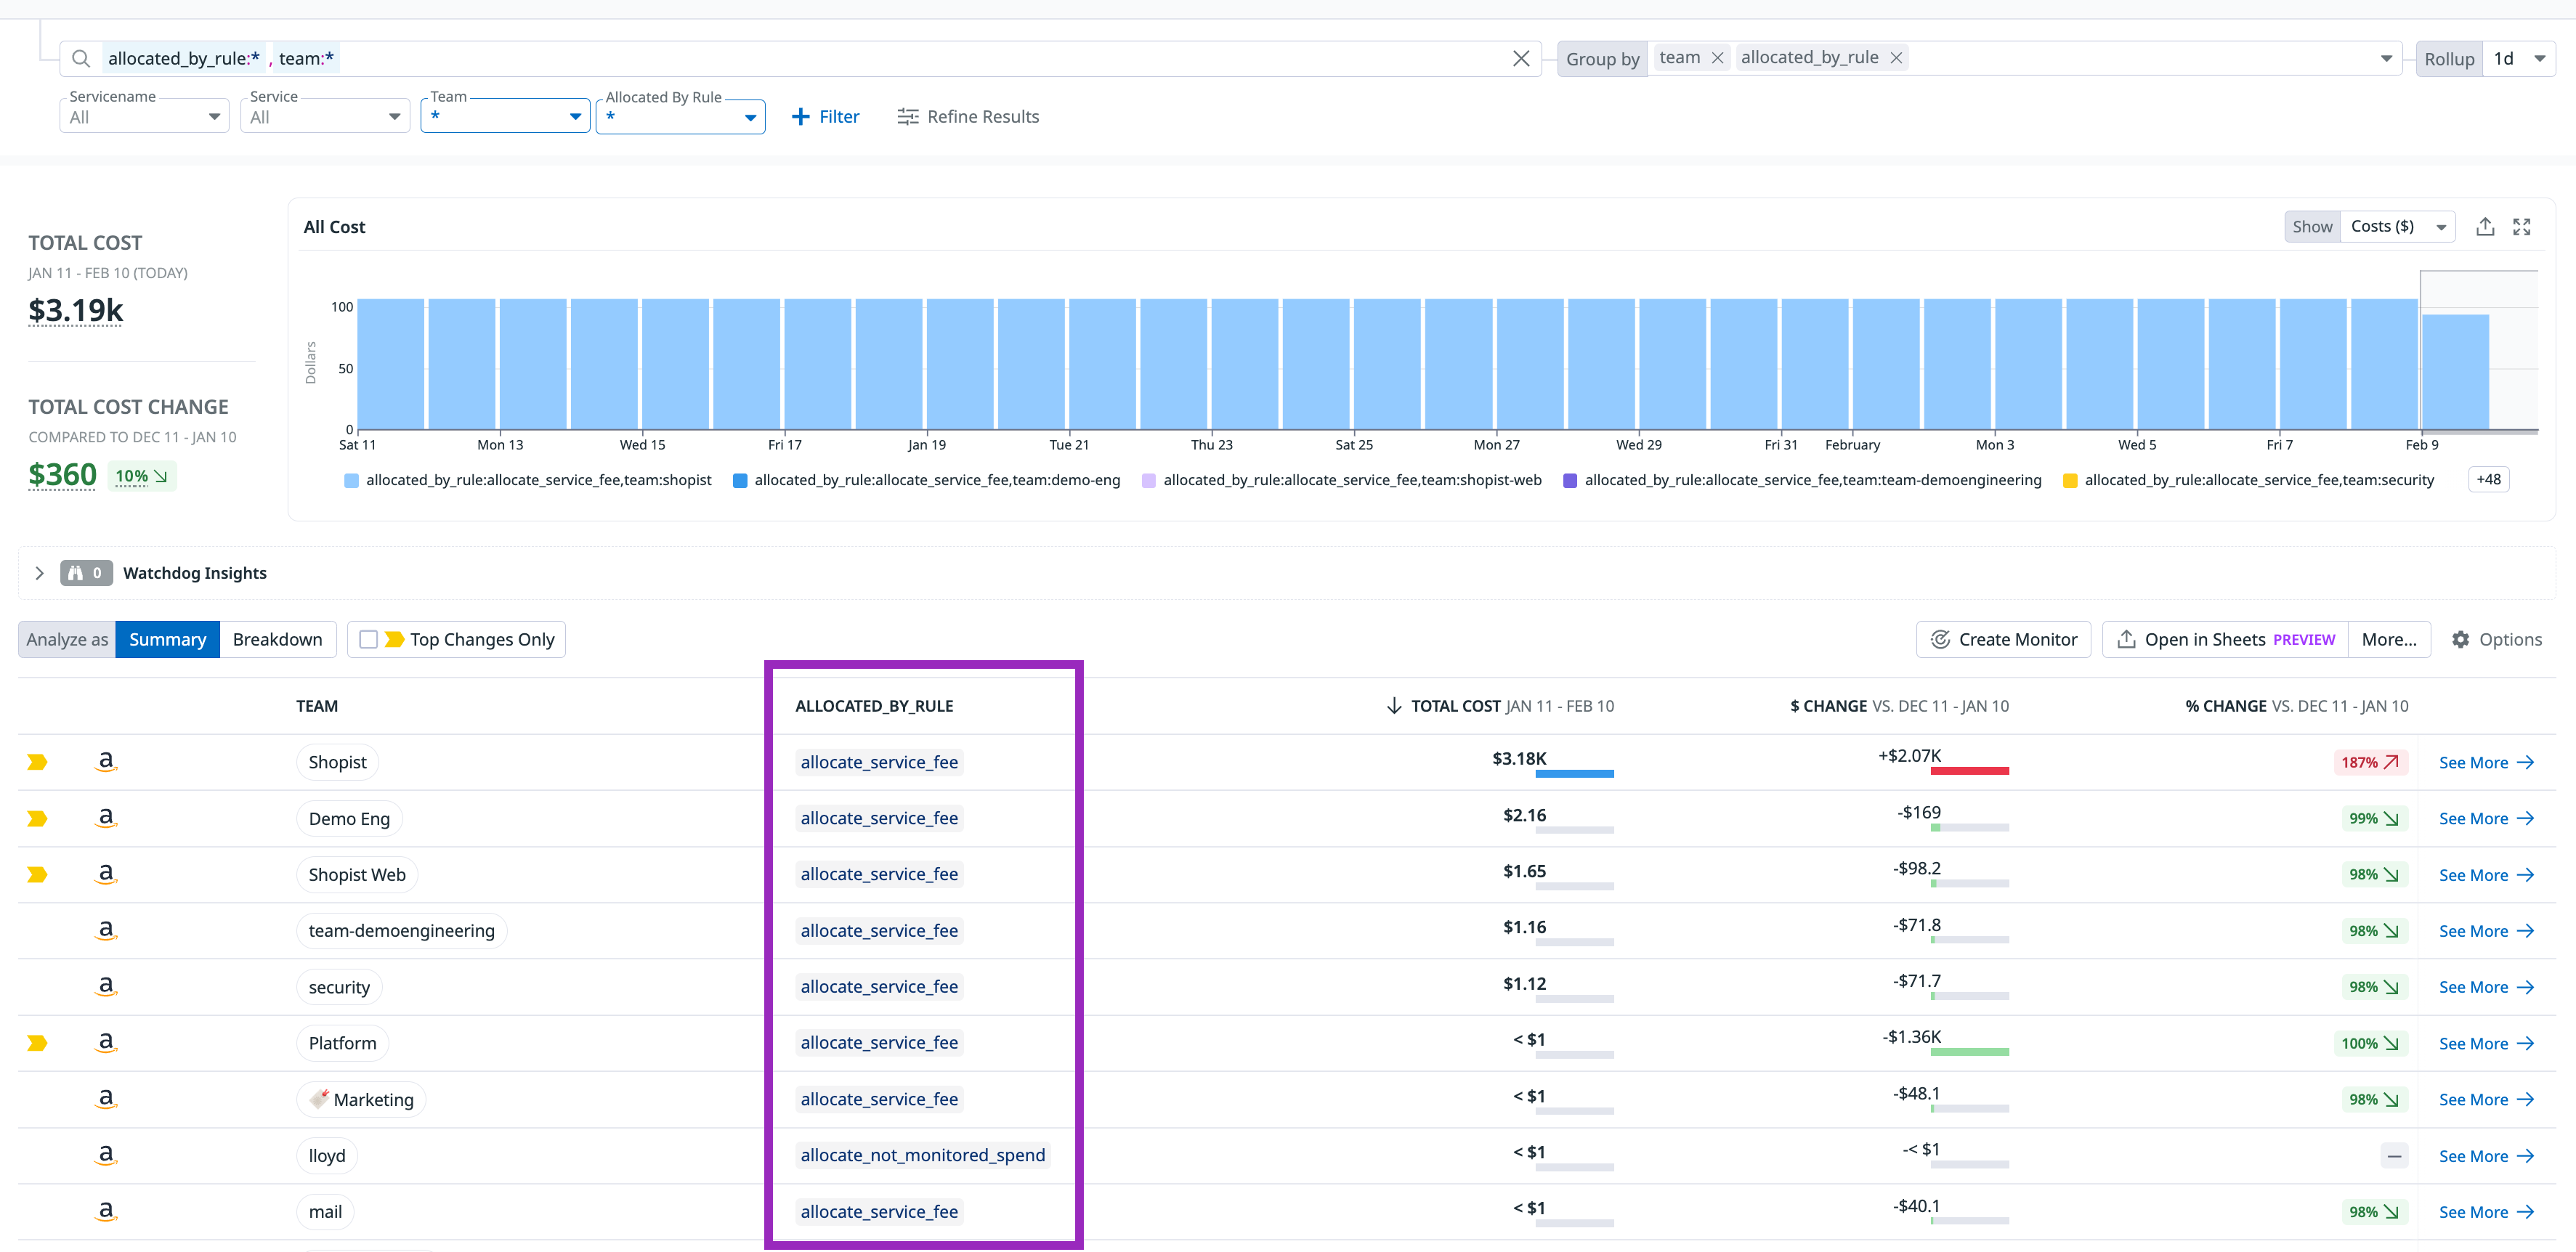 allocated_by_rule:* , team:*
Group by team allocated_by_rule
Rollup 1d
Servicename
All
Service
All
Team
*
Allocated By Rule
*
Filter
Refine Results
TOTAL COST
JAN 11 - FEB 10 (TODAY)
$3.19k
TOTAL COST CHANGE
COMPARED TO DEC 11 - JAN 10
$360 10%
All Cost
Show Costs ($)
Dollars
100
50
0
Sat 11 Mon 13 Wed 15 Fri 17 Jan 19 Tue 21 Thu 23 Sat 25 Mon 27 Wed 29 Fri 31 February Mon 3 Wed 5 Fri 7 Feb 9
allocated_by_rule:allocate_service_fee,team:shopist allocated_by_rule:allocate_service_fee,team:demo-eng allocated_by_rule:allocate_service_fee,team:shopist-web allocated_by_rule:allocate_service_fee,team:team-demoengineering allocated_by_rule:allocate_service_fee,team:security +48
0 Watchdog Insights
Analyze as Summary Breakdown Top Changes Only
Create Monitor Open in Sheets PREVIEW More... Options
TEAM ALLOCATED_BY_RULE TOTAL COST JAN 11 - FEB 10 $ CHANGE VS. DEC 11 - JAN 10 % CHANGE VS. DEC 11 - JAN 10
a Shopist allocate_service_fee $3.18K +$2.07K 187% See More
a Demo Eng allocate_service_fee $2.16 -$169 99% See More
a Shopist Web allocate_service_fee $1.65 -$98.2 98% See More
a team-demoengineering allocate_service_fee $1.16 -$71.8 98% See More
a security allocate_service_fee $1.12 -$71.7 98% See More
a Platform allocate_service_fee < $1 -$1.36K 100% See More
a Marketing allocate_service_fee < $1 -$48.1 98% See More
a lloyd allocate_not_monitored_spend < $1 -< $1 — See More
a mail allocate_service_fee < $1 -$40.1 98% See More